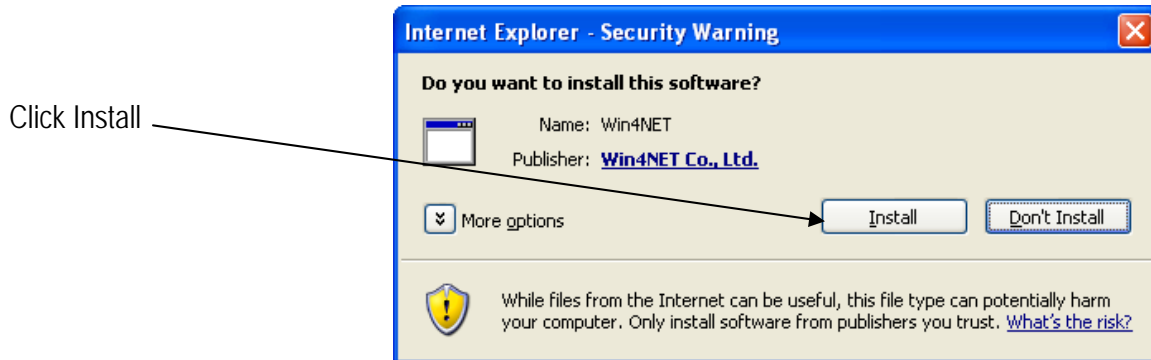 Internet Explorer - Security Warning
Do you want to install this software?
Click Install
Name: Win4NET
Publisher: Win4NET Co., Ltd.
More options
Install
Don't Install
While files from the Internet can be useful, this file type can potentially harm
your computer. Only install software from publishers you trust. What's the risk?